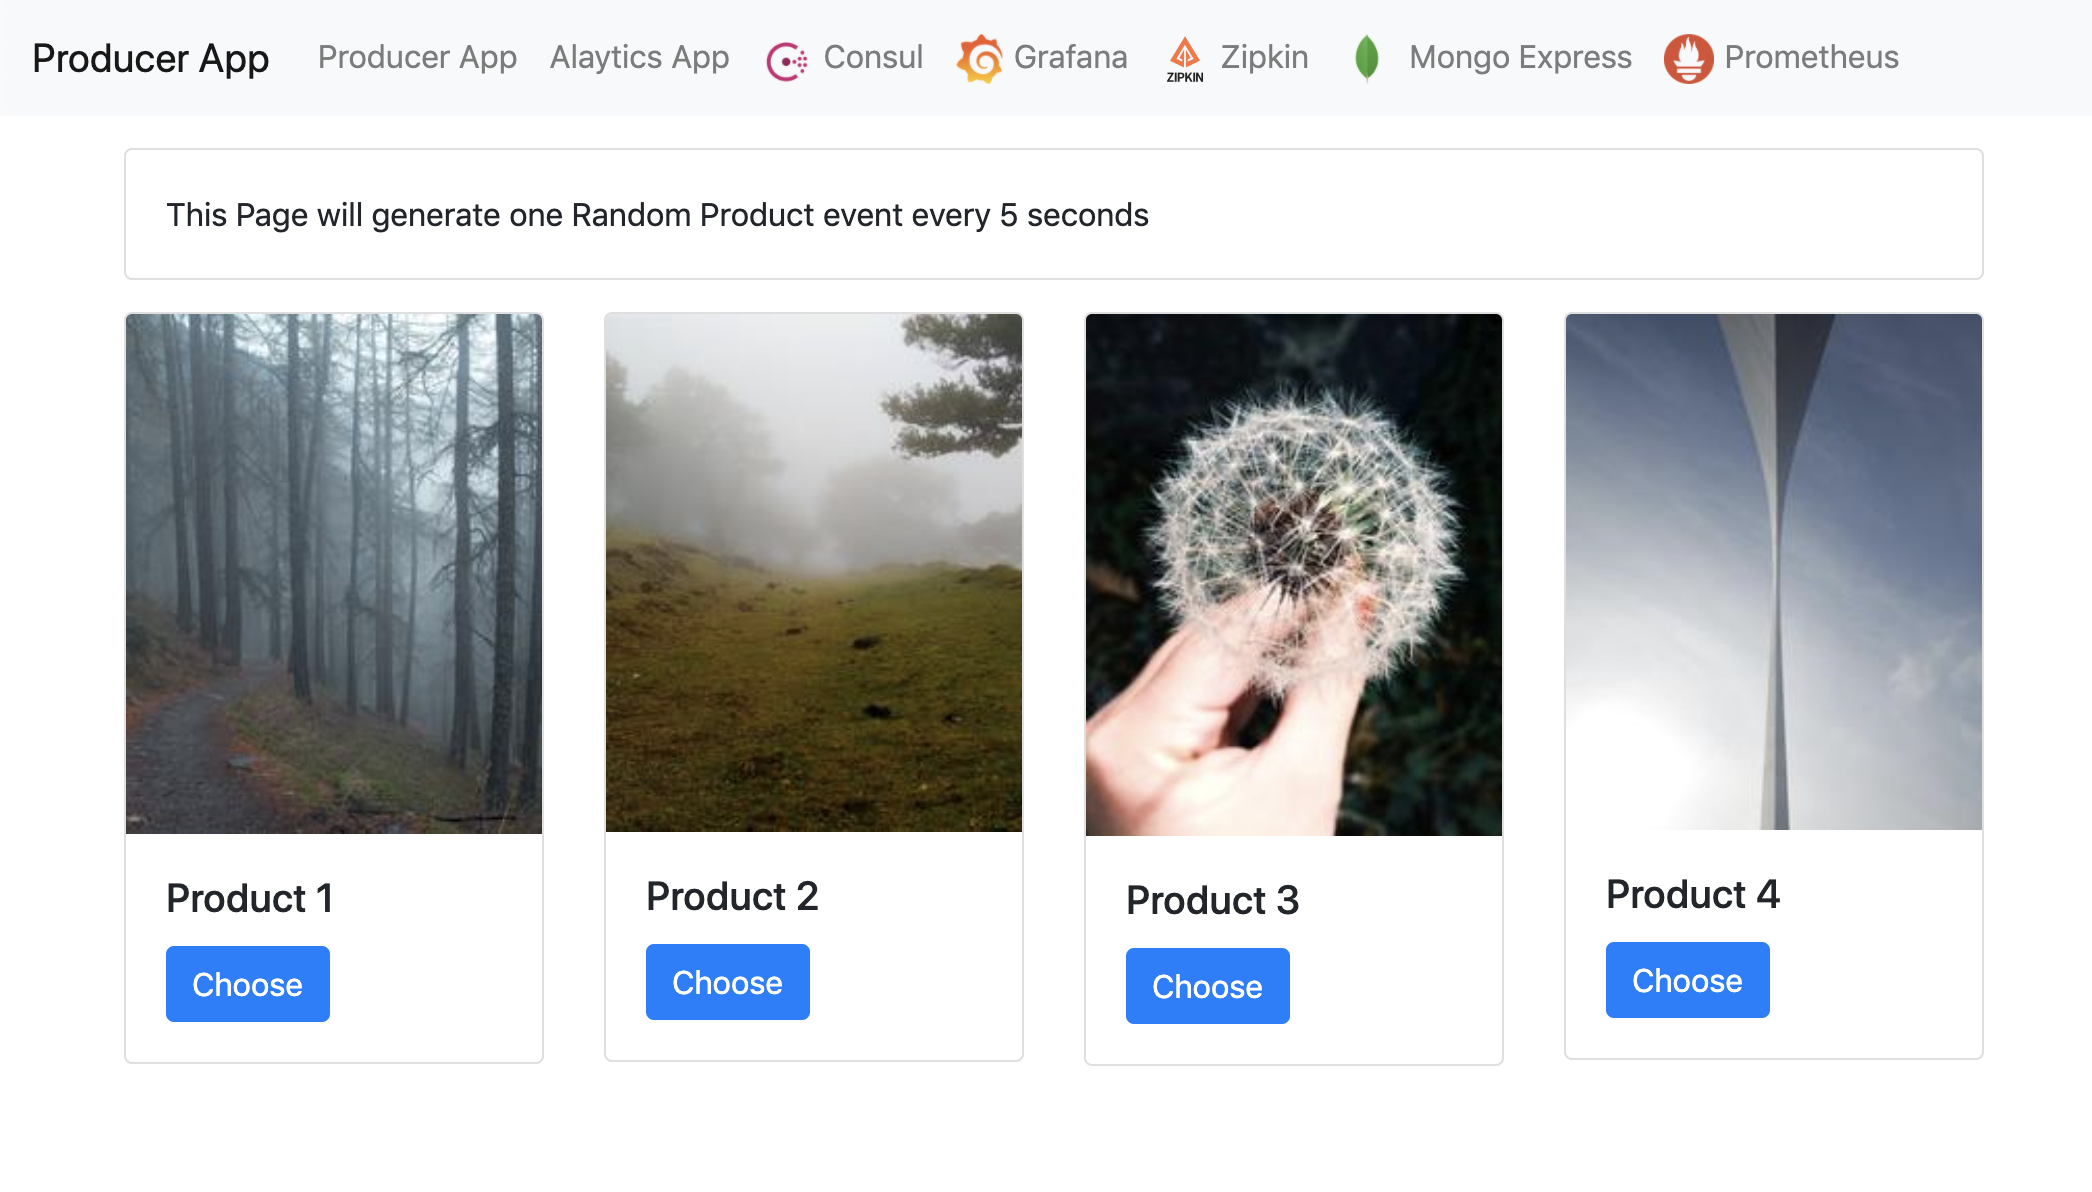 Producer App Producer App Alaytics App Consul Grafana ZIPKIN Zipkin Mongo Express Prometheus
This Page will generate one Random Product event every 5 seconds
Product 1
Choose
Product 2
Choose
Product 3
Choose
Product 4
Choose